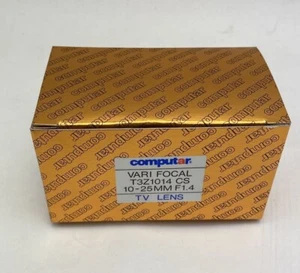 computar
VARI FOCAL
T3Z1014 CS
10-25MM F1.4
TV LENS